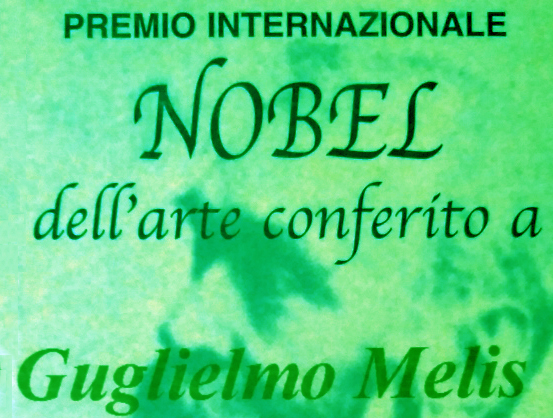 PREMIO INTERNAZIONALE
NOBEL
dell'arte conferito a
Guglielmo Melis